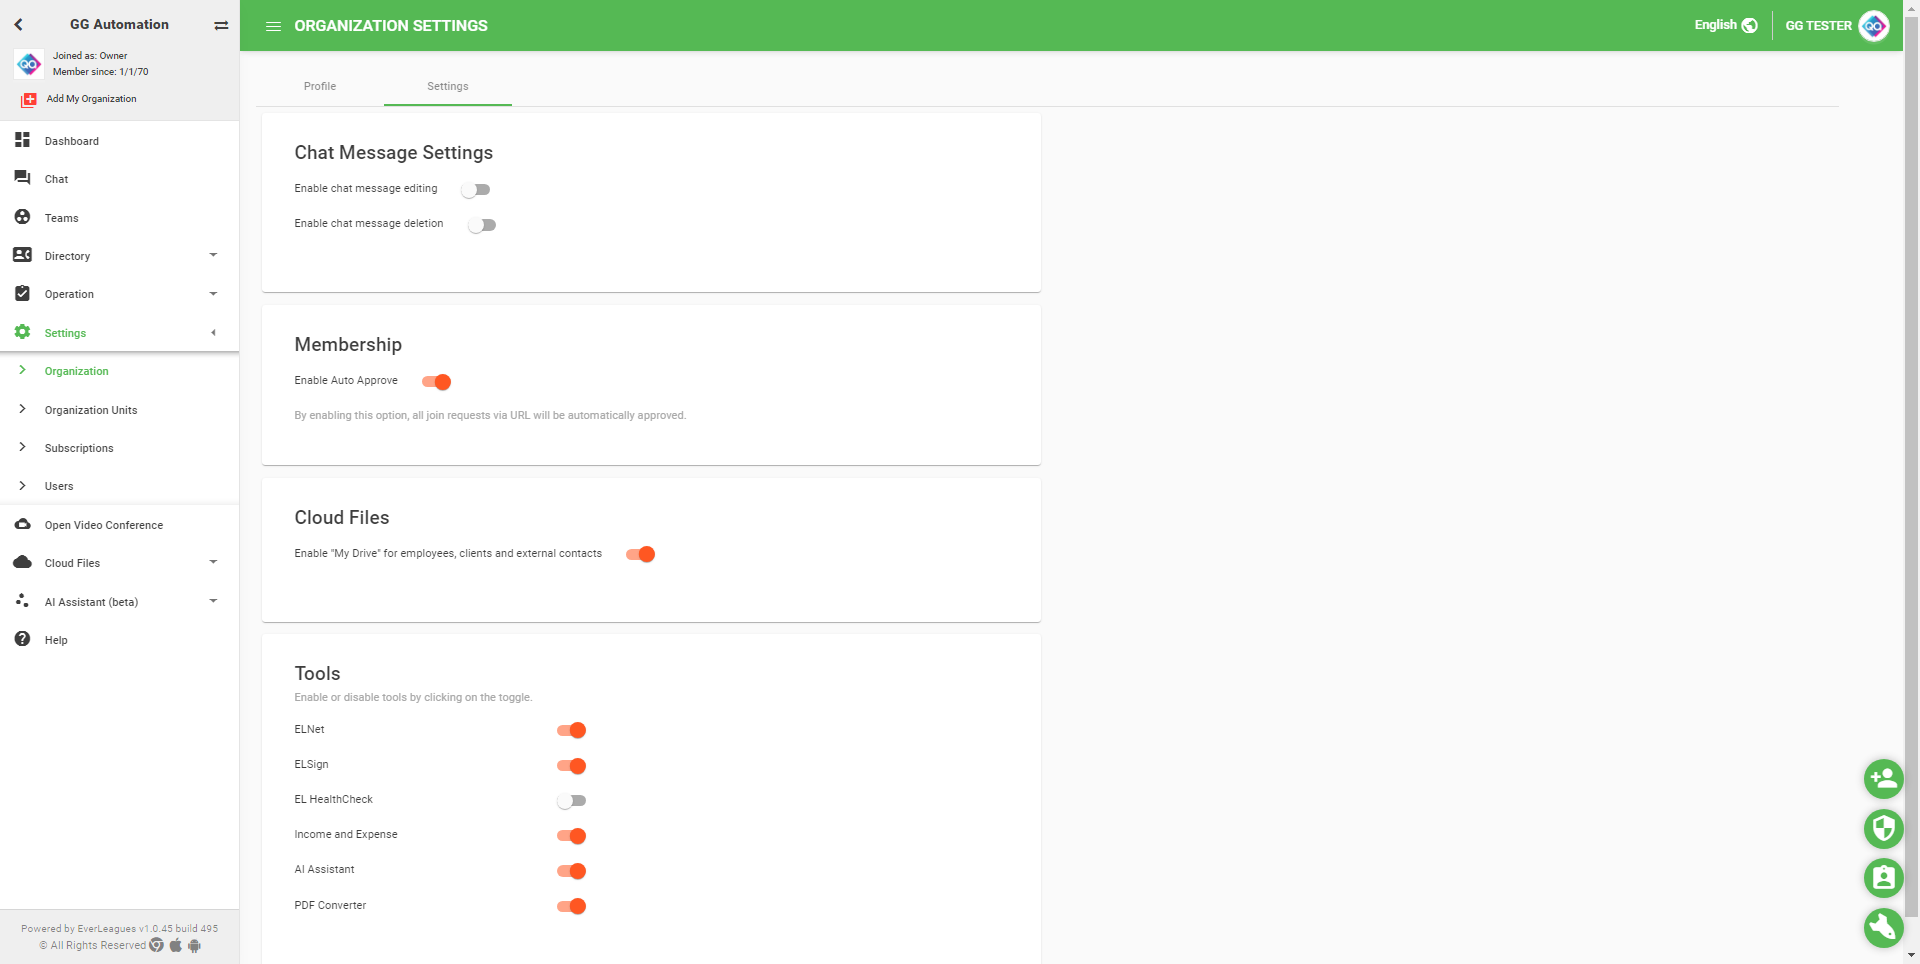 GG Automation
Joined as: Owner
Member since: 1/1/70
Add My Organization
Dashboard
Chat
Teams
Directory
Operation
Settings
Organization
Organization Units
Subscriptions
Users
Open Video Conference
Cloud Files
AI Assistant (beta)
Help
Powered by EverLeagues v1.0.45 build 495
© All Rights Reserved
ORGANIZATION SETTINGS
English
GG TESTER
Profile
Settings
Chat Message Settings
Enable chat message editing
Enable chat message deletion
Membership
Enable Auto Approve
By enabling this option, all join requests via URL will be automatically approved.
Cloud Files
Enable "My Drive" for employees, clients and external contacts
Tools
Enable or disable tools by clicking on the toggle.
ELNet
ELSign
EL HealthCheck
Income and Expense
AI Assistant
PDF Converter